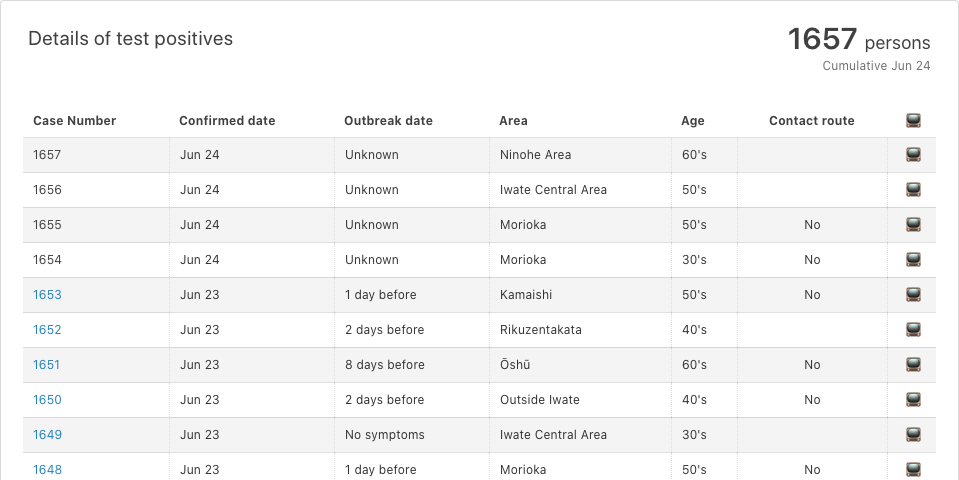 Details of test positives
1657 persons
Cumulative Jun 24
Case Number Confirmed date Outbreak date Area Age Contact route
1657 Jun 24 Unknown Ninohe Area 60's
1656 Jun 24 Unknown Iwate Central Area 50's
1655 Jun 24 Unknown Morioka 50's No
1654 Jun 24 Unknown Morioka 30's No
1653 Jun 23 1 day before Kamaishi 50's No
1652 Jun 23 2 days before Rikuzentakata 40's
1651 Jun 23 8 days before Ōshū 60's No
1650 Jun 23 2 days before Outside Iwate 40's No
1649 Jun 23 No symptoms Iwate Central Area 30's
1648 Jun 23 1 day before Morioka 50's No